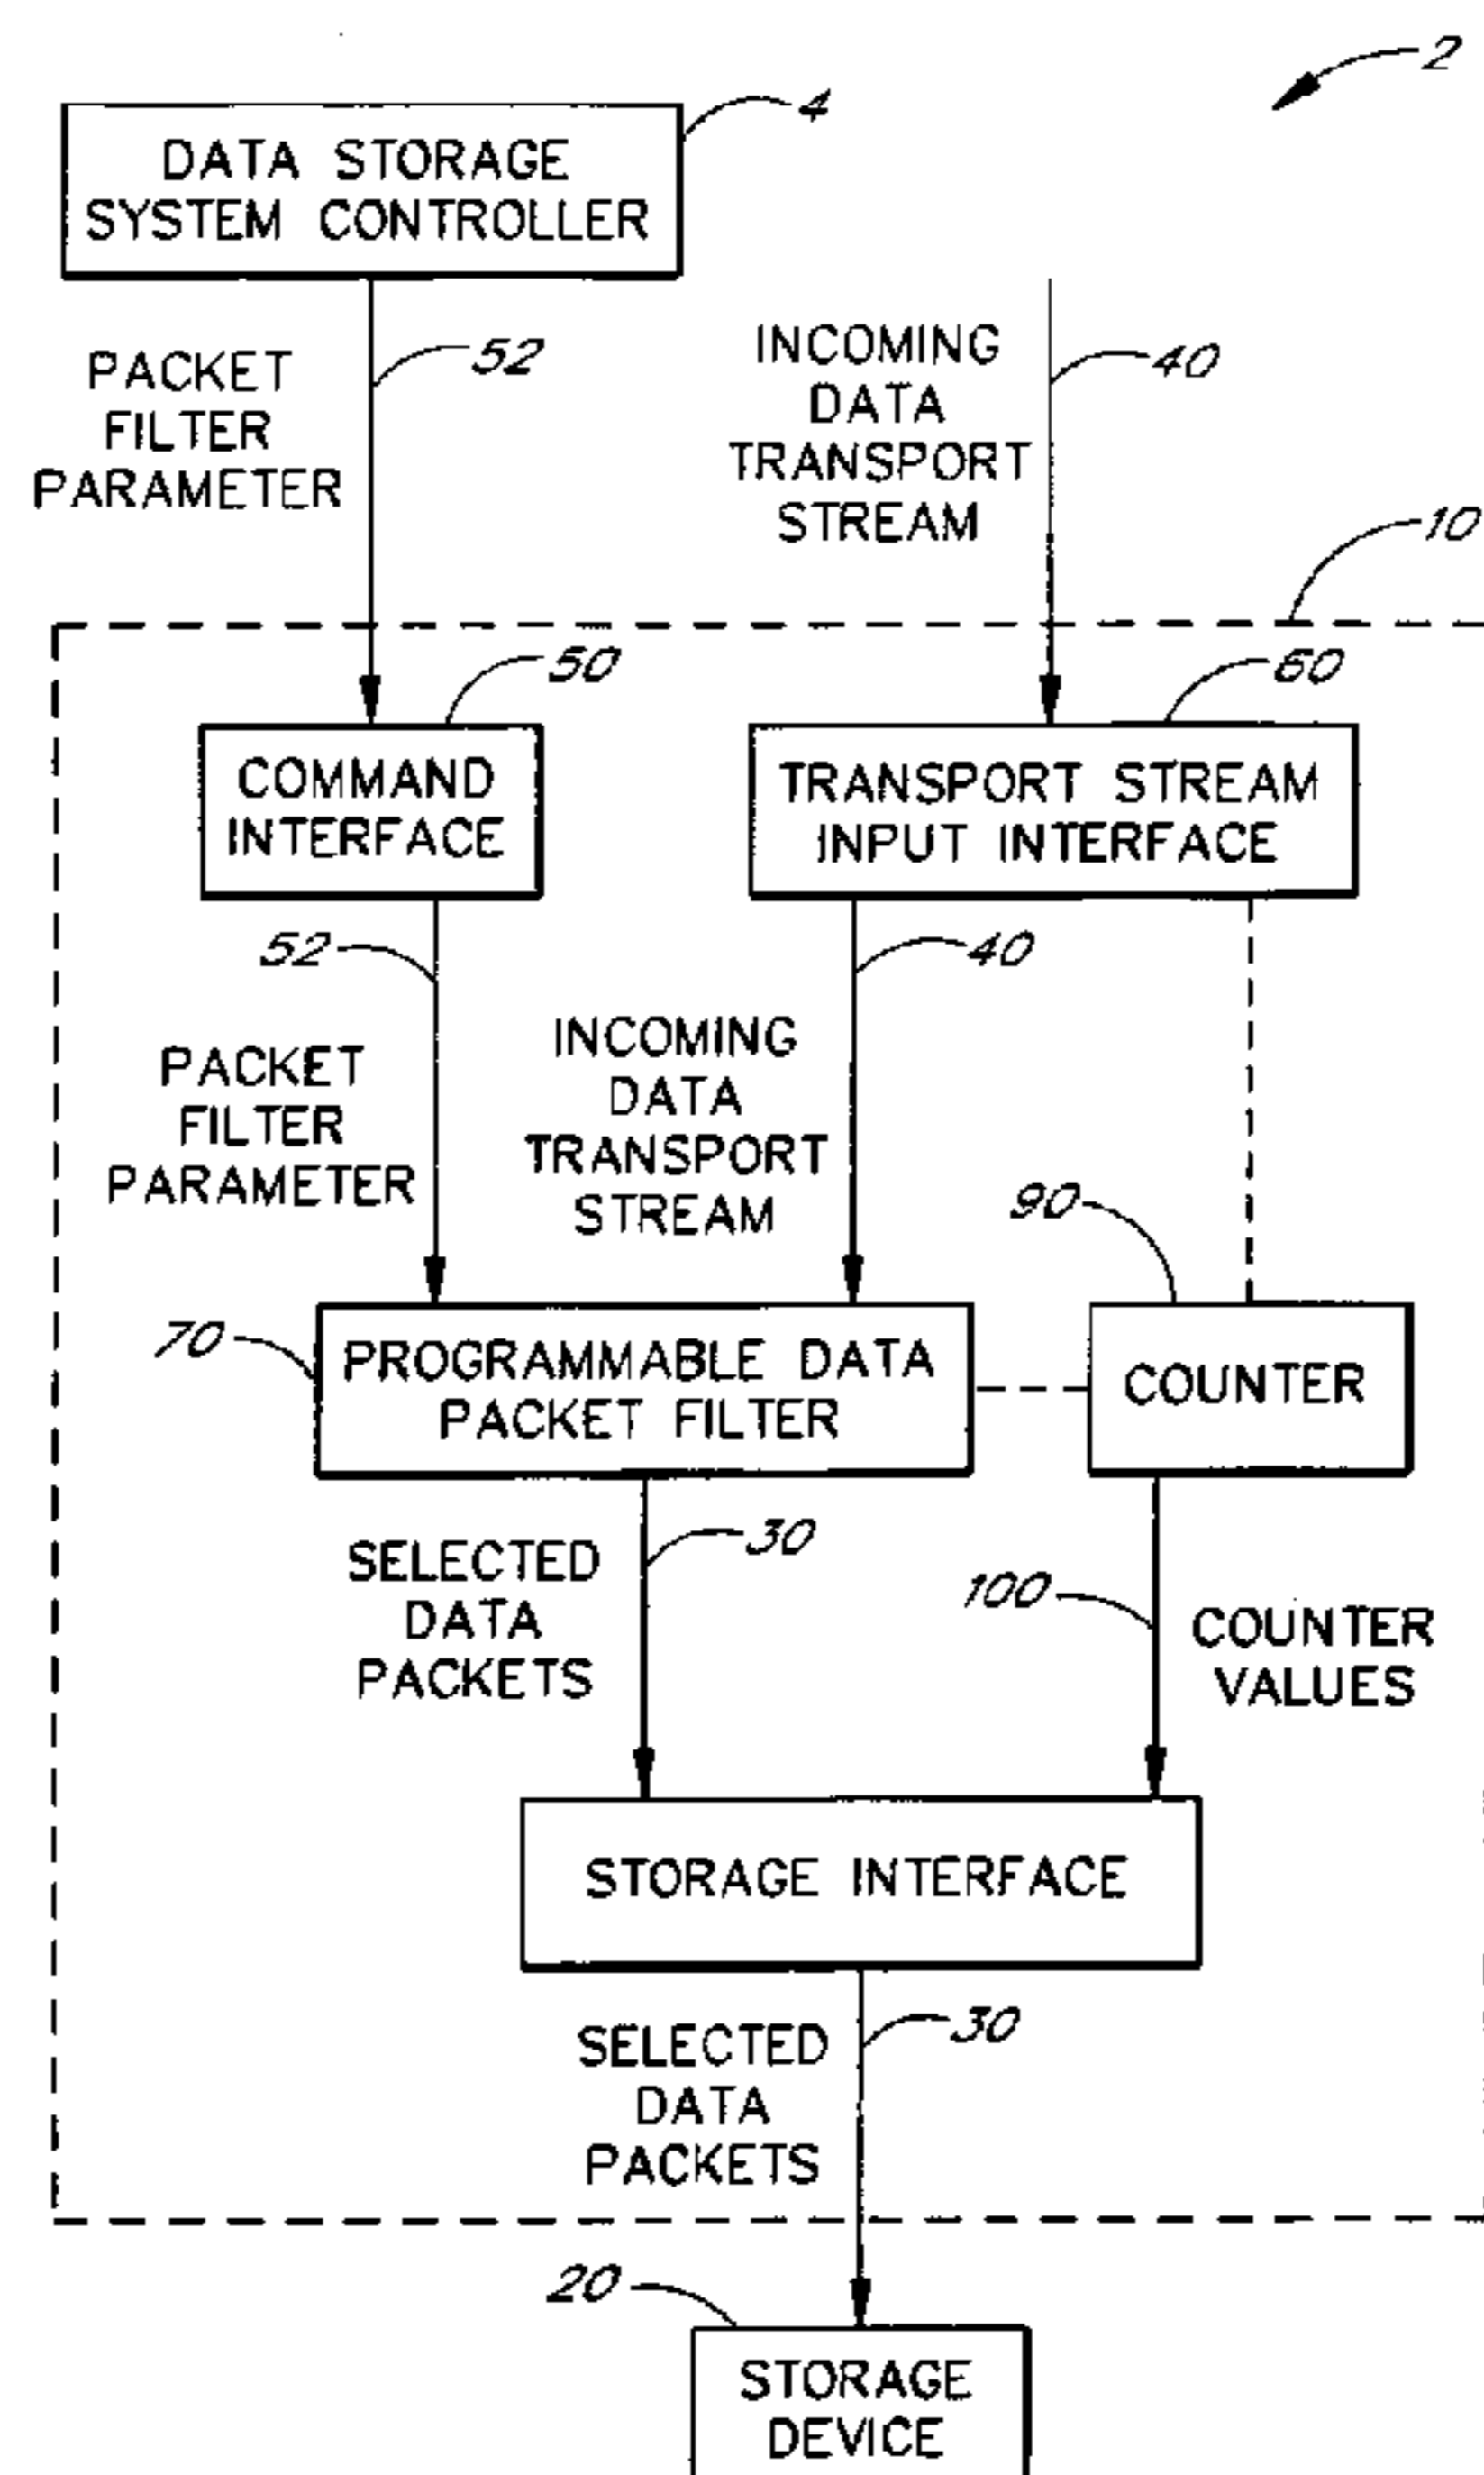 2
4
DATA STORAGE
SYSTEM CONTROLLER
PACKET
FILTER
PARAMETER
52
INCOMING
DATA
TRANSPORT
STREAM
40
10
50
60
COMMAND
INTERFACE
TRANSPORT STREAM
INPUT INTERFACE
52
40
PACKET
FILTER
PARAMETER
INCOMING
DATA
TRANSPORT
STREAM
90
70
PROGRAMMABLE DATA
PACKET FILTER
COUNTER
SELECTED
DATA
PACKETS
30
100
COUNTER
VALUES
STORAGE INTERFACE
SELECTED
DATA
PACKETS
30
20
STORAGE
DEVICE